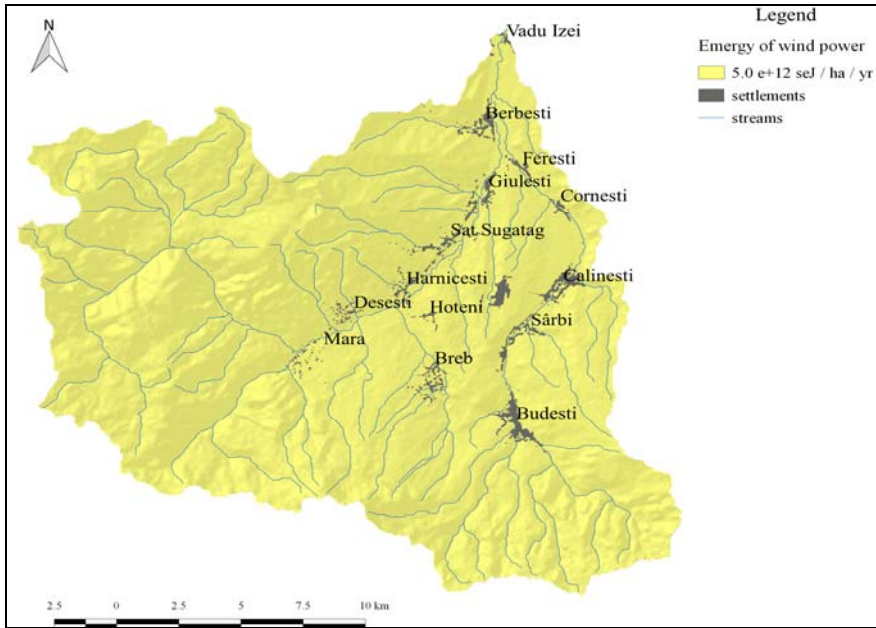 Legend
Emergy of wind power
5.0 e+12 seJ / ha / yr
settlements
streams
N
Vadu Izei
Berbesti
Feresti
Giulesti
Cornesti
Sat Sugatag
Harnicesti
Calinesti
Desesti
Hoteni
Sârbi
Mara
Breb
Budesti
2.5 0 2.5 5 7.5 10 km